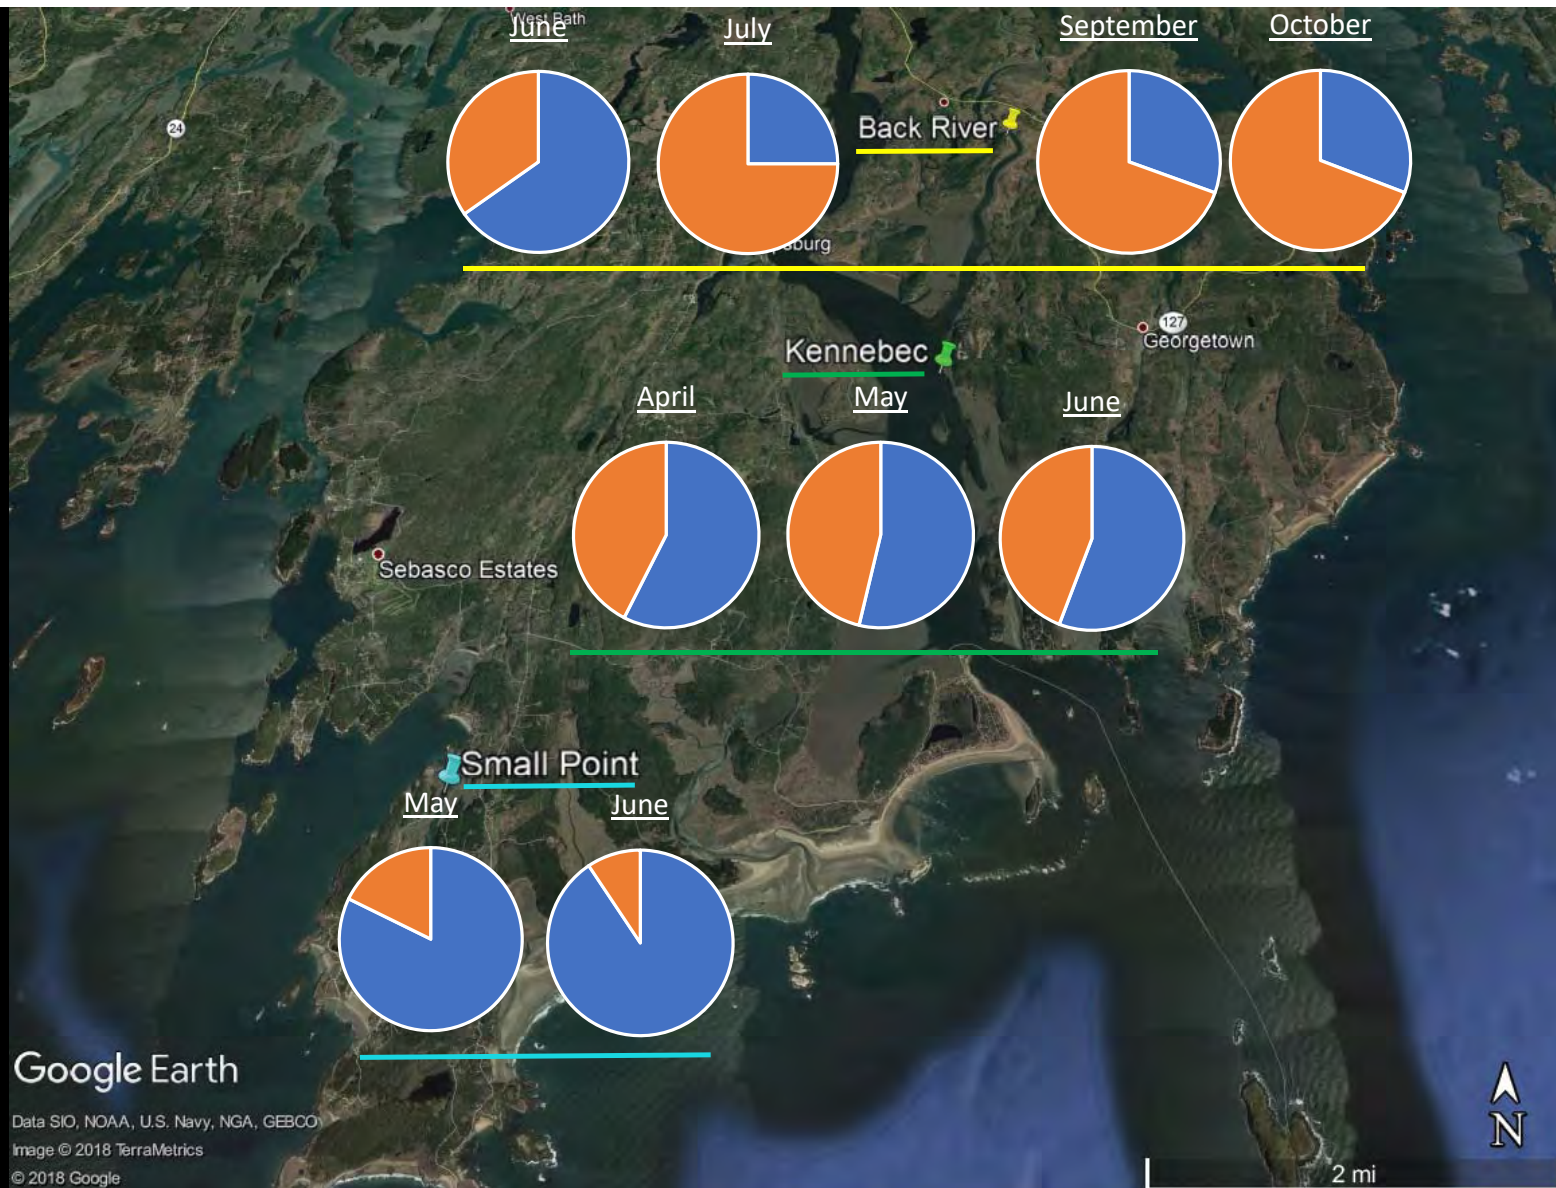 West Bath
June
July
September
October
24
Back River
sburg
127
Georgetown
Kennebec
April
May
June
Sebasco Estates
Small Point
May
June
Google Earth
Data SIO, NOAA, U.S. Navy, NGA, GEBCO
Image © 2018 TerraMetrics
© 2018 Google
N
2 mi